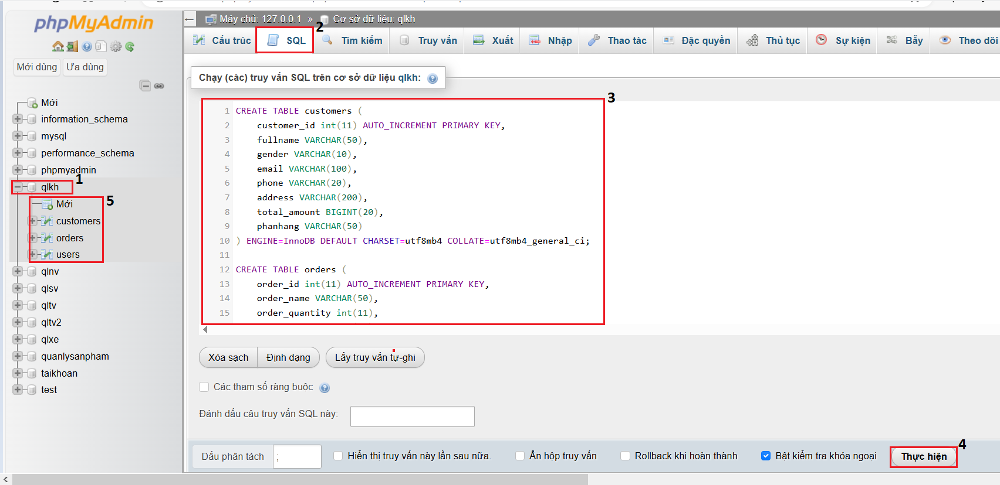 phpMyAdmin
Mới dùng
Ưa dùng
Mới
information_schema
mysql
performance_schema
phpmyadmin
qlkh
1
Mới
5
customers
orders
users
qlnv
qlsv
qltv
qltv2
qlxe
quanlysanpham
taikhoan
test
Máy chủ: 127.0.0.1 » Cơ sở dữ liệu: qlkh
Cấu trúc
SQL
2
Tìm kiếm
Truy vấn
Xuất
Nhập
Thao tác
Đặc quyền
Thủ tục
Sự kiện
Bẫy
Theo dõi
Chạy (các) truy vấn SQL trên cơ sở dữ liệu qlkh:
3
1 CREATE TABLE customers (
2 customer_id int(11) AUTO_INCREMENT PRIMARY KEY,
3 fullname VARCHAR(50),
4 gender VARCHAR(10),
5 email VARCHAR(100),
6 phone VARCHAR(20),
7 address VARCHAR(200),
8 total_amount BIGINT(20),
9 phanhang VARCHAR(50)
10 ) ENGINE=InnoDB DEFAULT CHARSET=utf8mb4 COLLATE=utf8mb4_general_ci;
11
12 CREATE TABLE orders (
13 order_id int(11) AUTO_INCREMENT PRIMARY KEY,
14 order_name VARCHAR(50),
15 order_quantity int(11),
Xóa sạch
Định dạng
Lấy truy vấn tự-ghi
Các tham số ràng buộc
Đánh dấu câu truy vấn SQL này:
Dấu phân tách
;
Hiển thị truy vấn này lần sau nữa.
Ẩn hộp truy vấn
Rollback khi hoàn thành
Bật kiểm tra khóa ngoại
Thực hiện
4